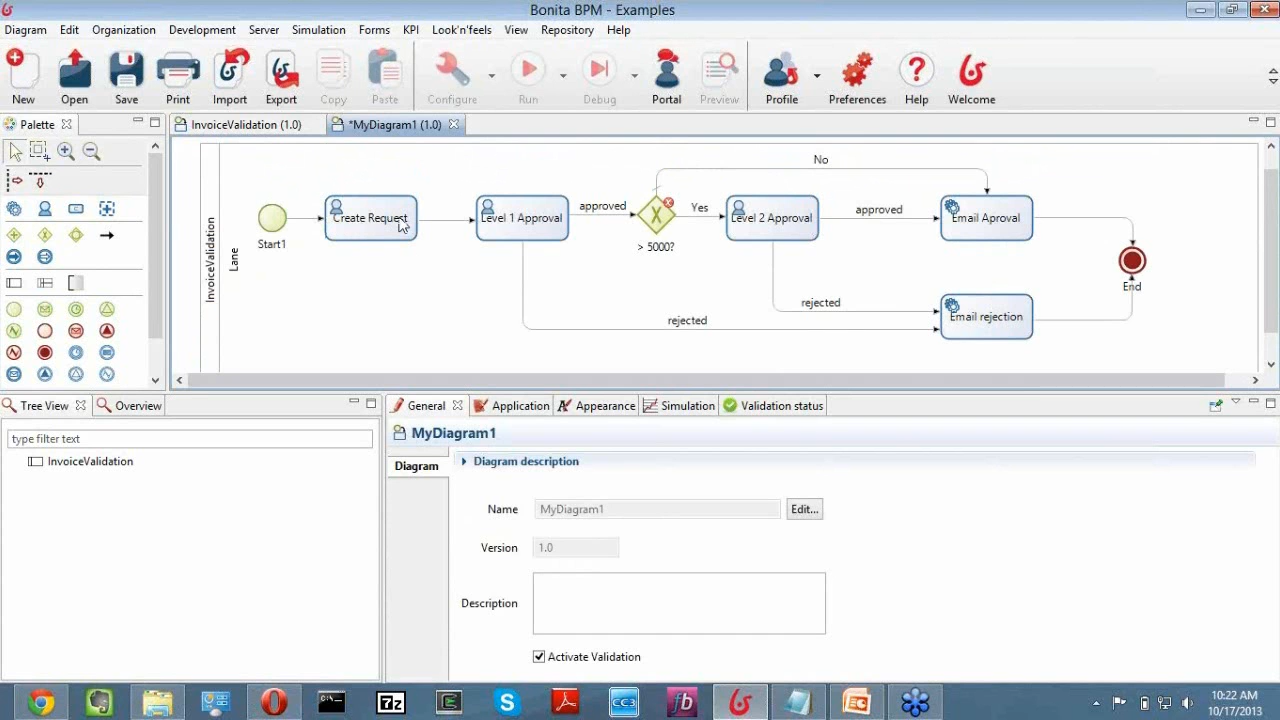 Bonita BPM - Examples
Diagram Edit Organization Development Server Simulation Forms KPI Look'n'feels View Repository Help
New Open Save Print Import Export Copy Paste Configure Run Debug Portal Preview Profile Preferences Help Welcome
Palette
InvoiceValidation (1.0)
*MyDiagram1 (1.0)
InvoiceValidation
Lane
Start1
Create Request
Level 1 Approval
approved
> 5000?
No
Yes
Level 2 Approval
approved
Email Aproval
rejected
rejected
Email rejection
End
Tree View
Overview
type filter text
InvoiceValidation
General Application Appearance Simulation Validation status
MyDiagram1
Diagram
Diagram description
Name MyDiagram1 Edit...
Version 1.0
Description
Activate Validation
7z
CC3
fb
10:22 AM
10/17/2013